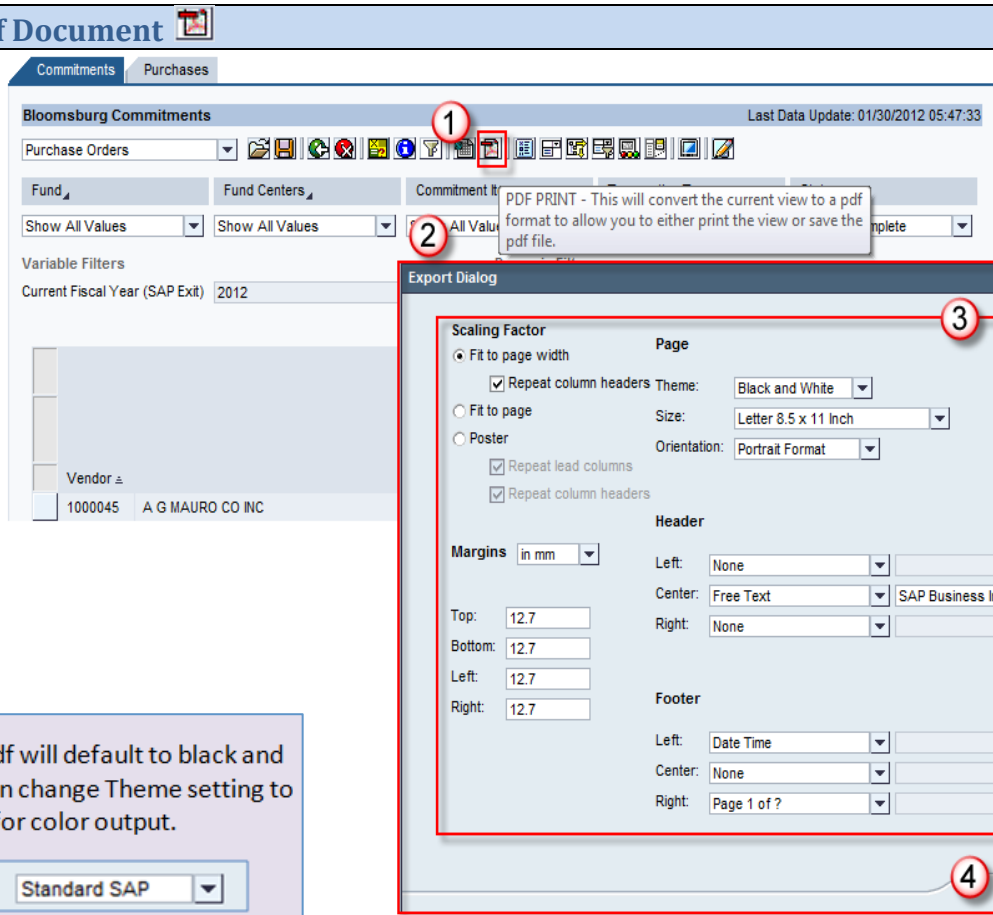 f Document
Commitments Purchases
Bloomsburg Commitments Last Data Update: 01/30/2012 05:47:33
1
Purchase Orders
Fund Fund Centers Commitment
PDF PRINT - This will convert the current view to a pdf
format to allow you to either print the view or save the
pdf file.
Show All Values Show All Values All Valu mplete
2
Variable Filters
Current Fiscal Year (SAP Exit) 2012
Export Dialog
3
Scaling Factor
Page
Fit to page width
Repeat column headers Theme: Black and White
Fit to page Size: Letter 8.5 x 11 Inch
Poster Orientation: Portrait Format
Repeat lead columns
Repeat column headers
Vendor
1000045 A G MAURO CO INC
Header
Margins in mm Left: None
Center: Free Text SAP Business I
Top: 12.7 Right: None
Bottom: 12.7
Left: 12.7
Right: 12.7 Footer
Left: Date Time
Center: None
Right: Page 1 of ?
4
df will default to black and
n change Theme setting to
for color output.
Standard SAP